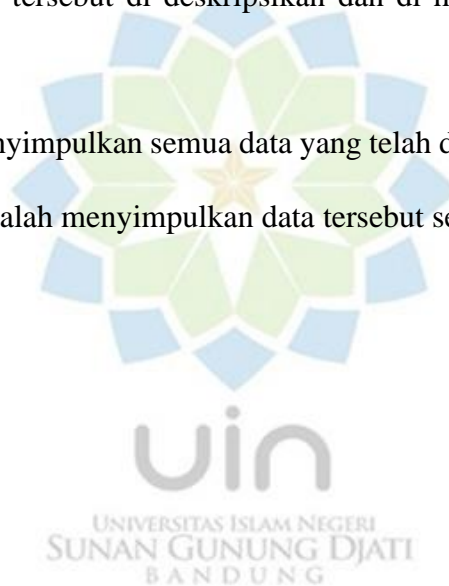 tersebut di deskripsikan dan di
nyimpulkan semua data yang telah d
alah menyimpulkan data tersebut se
uin
UNIVERSITAS ISLAM NEGERI
SUNAN GUNUNG DJATI
BANDUNG